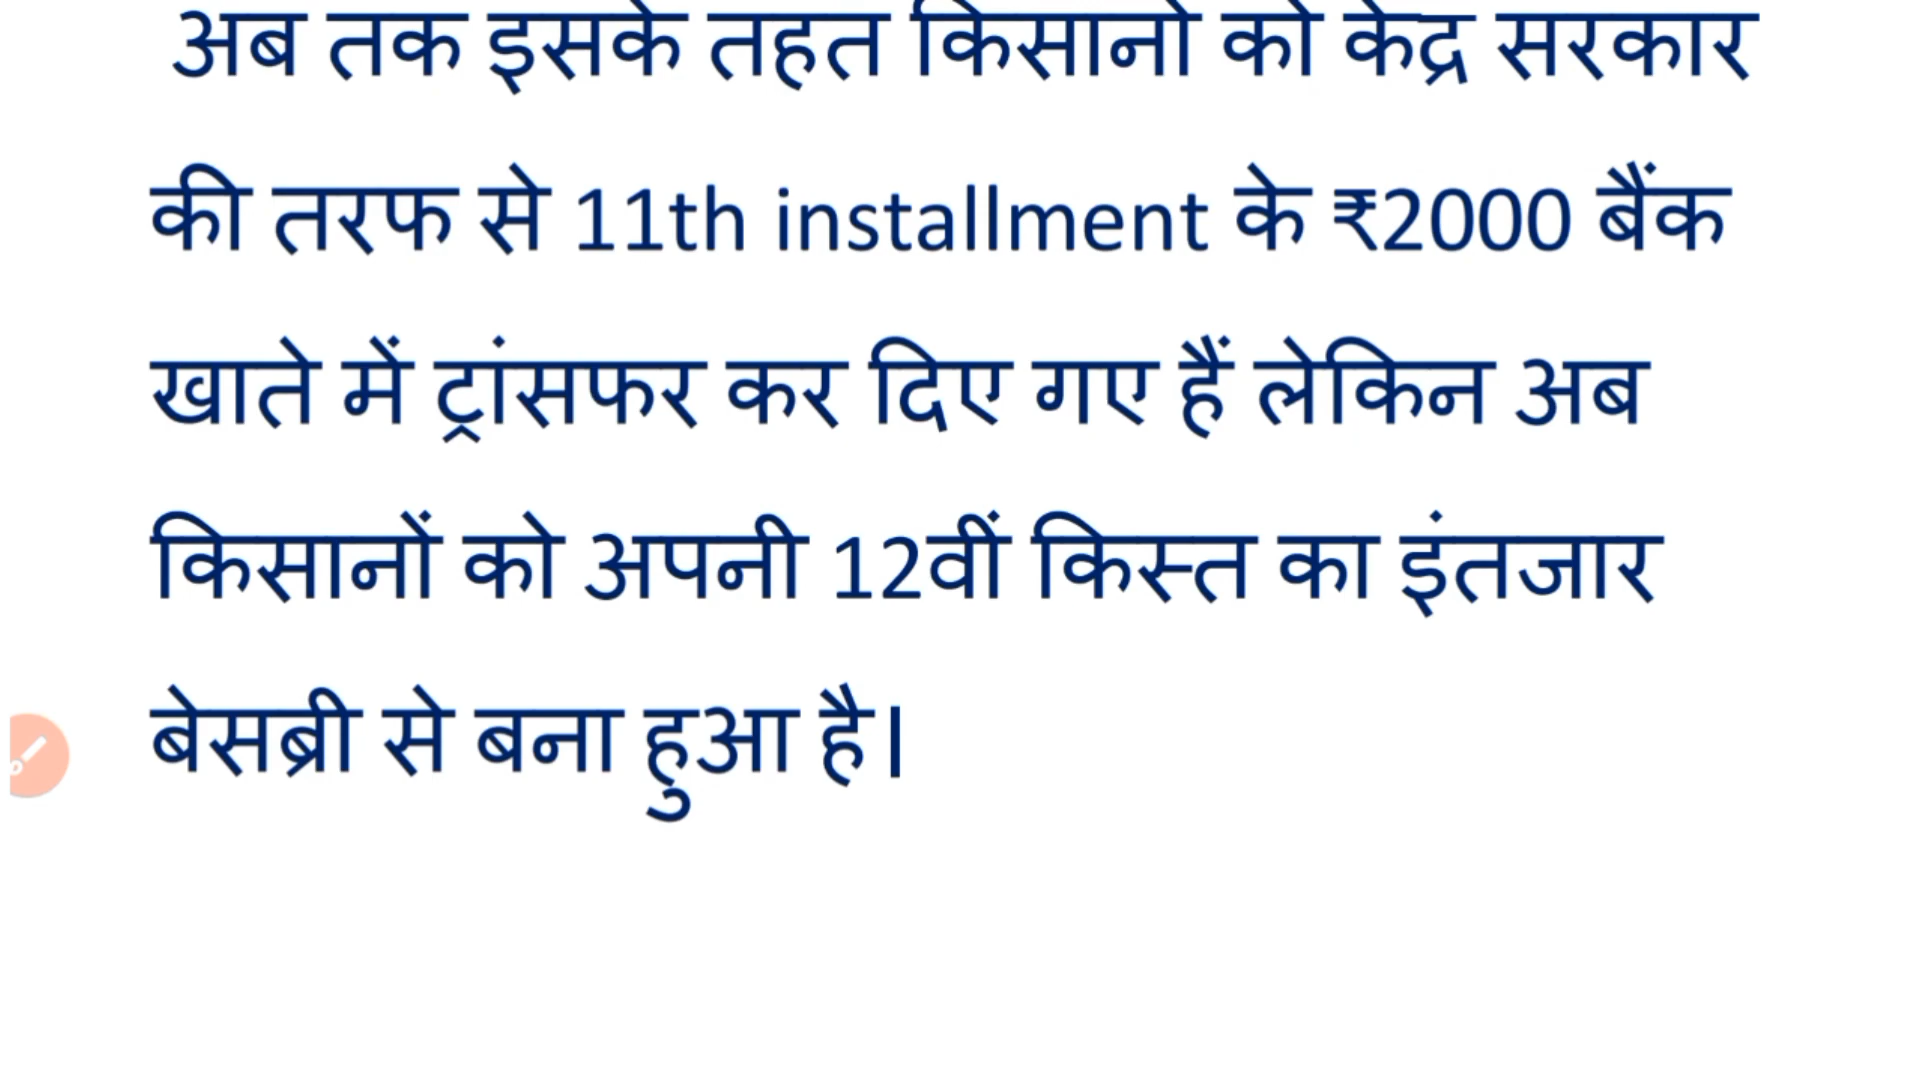 अब तक इसके तहत किसानों को केंद्र सरकार
की तरफ से 11th installment के ₹2000 बैंक
खाते में ट्रांसफर कर दिए गए हैं लेकिन अब
किसानों को अपनी 12वीं किस्त का इंतजार
बेसब्री से बना हुआ है।